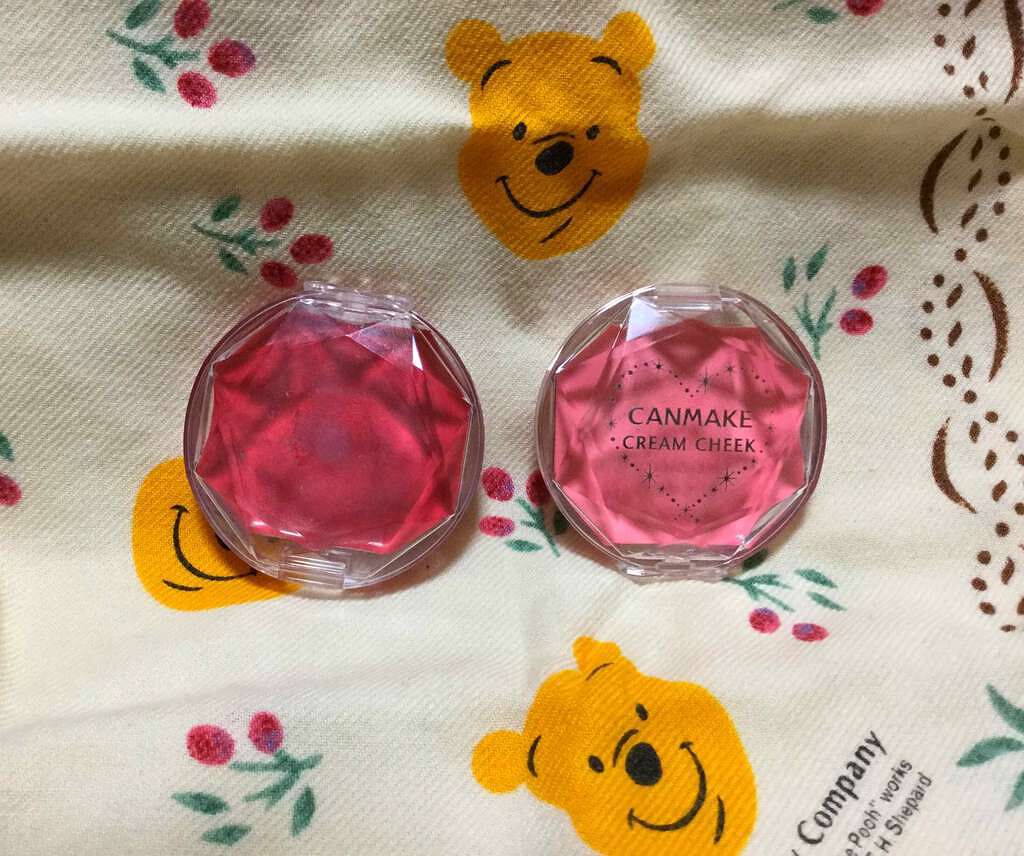 CANMAKE
CREAM CHEEK
Company
Pooh" works
H Shepard